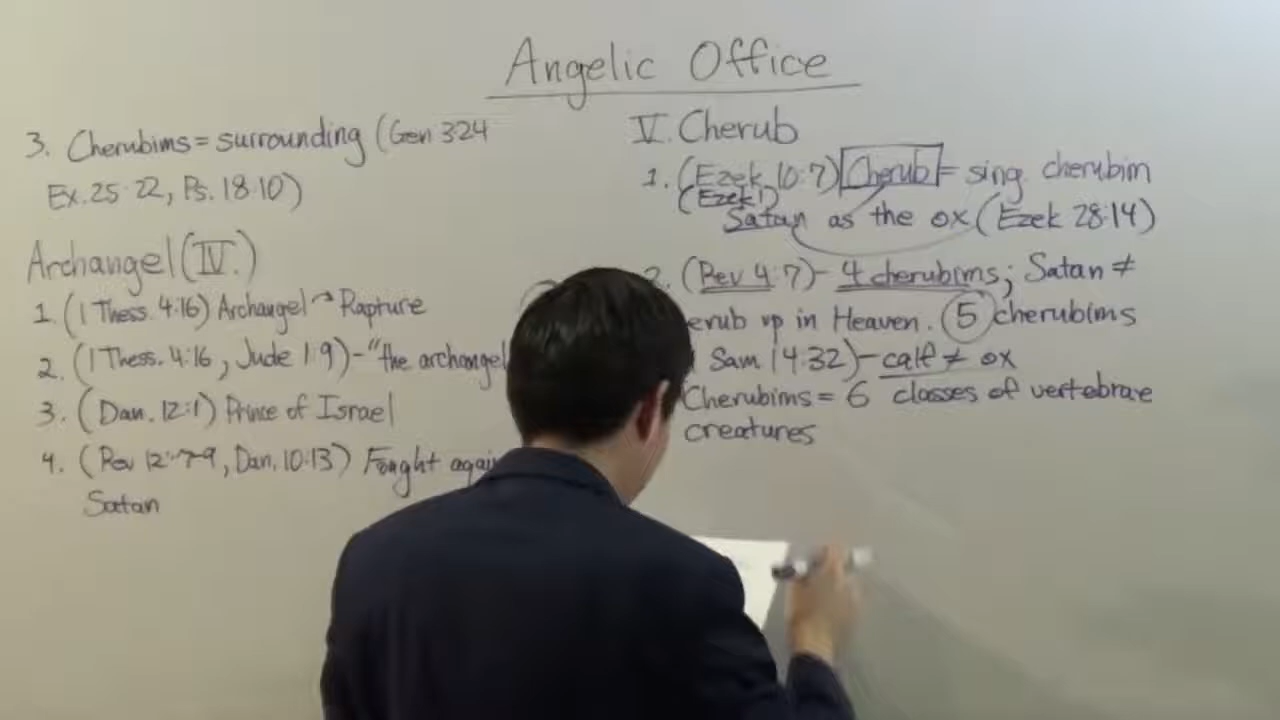 Angelic Office
3. Cherubims = surrounding (Gen 3:24
Ex. 25:22, Ps. 18:10)
Archangel (IV.)
1. (1 Thess. 4:16) Archangel → Rapture
2. (1 Thess. 4:16, Jude 1:9) - "the archangel
3. (Dan. 12:1) Prince of Israel
4. (Rev 12:7-9, Dan. 10:13) Fought
Satan
V. Cherub
1. (Ezek 10:7) Cherub = sing. cherubim
(Ezek 1)
Satan as the ox (Ezek 28:14)
2. (Rev 4:7) - 4 cherubims; Satan ≠
up in Heaven. 5 cherubims
Sam. 14:32) - calf ≠ ox
Cherubims = 6 classes of vertebrae
creatures